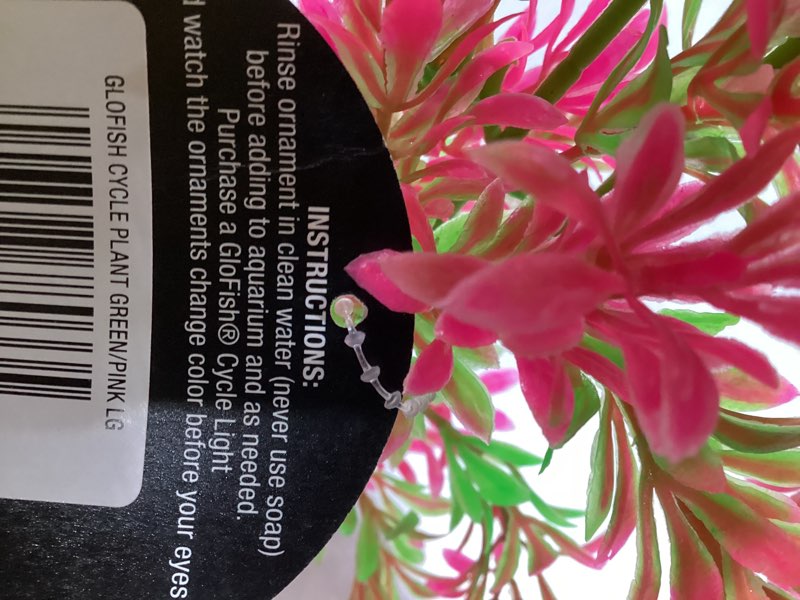 INSTRUCTIONS:
Rinse ornament in clean water (never use soap)
before adding to aquarium and as needed.
Purchase a GloFish® Cycle Light
watch the ornaments change color before your eyes
GLOFISH CYCLE PLANT GREEN/PINK LG